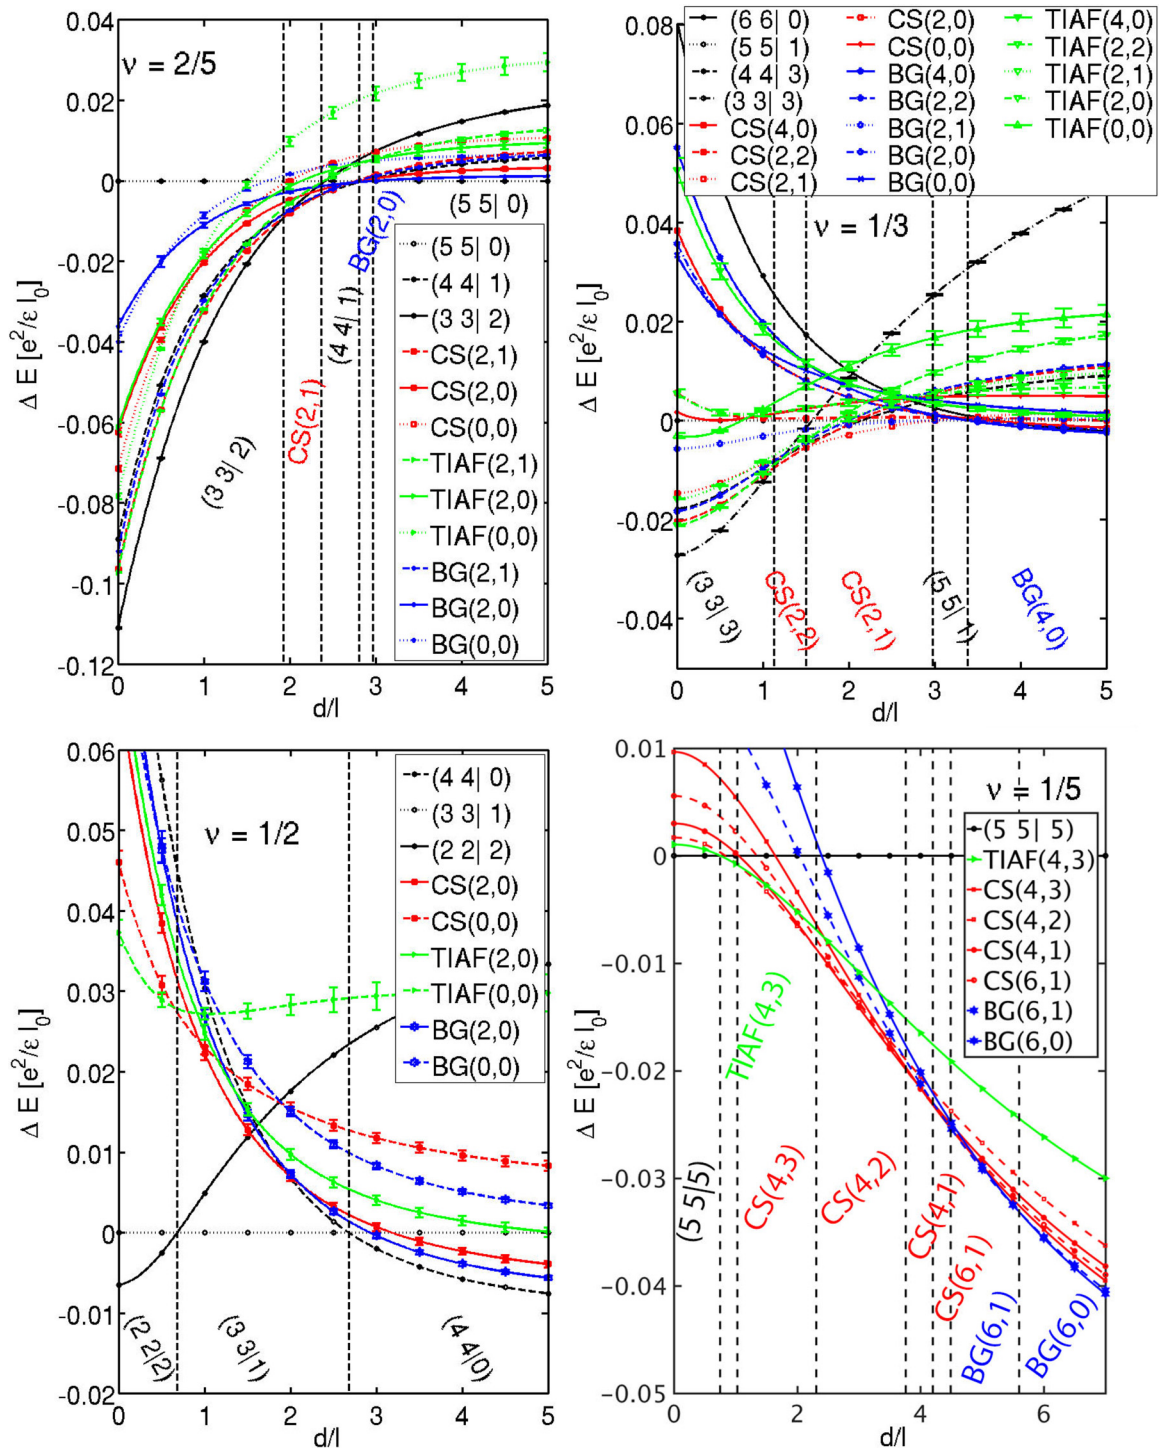 ν = 2/5
0.04
0.02
0
-0.02
-0.04
-0.06
-0.08
-0.1
-0.12
Δ E [e²/ε l₀]
0 1 2 3 4 5
d/l
(3 3| 2)
CS(2,1)
(4 4| 1)
BG(2,0)
(5 5| 0)
(5 5| 0)
(4 4| 1)
(3 3| 2)
CS(2,1)
CS(2,0)
CS(0,0)
TIAF(2,1)
TIAF(2,0)
TIAF(0,0)
BG(2,1)
BG(2,0)
BG(0,0)
(6 6| 0)
(5 5| 1)
(4 4| 3)
(3 3| 3)
CS(4,0)
CS(2,2)
CS(2,1)
CS(2,0)
CS(0,0)
BG(4,0)
BG(2,2)
BG(2,1)
BG(2,0)
BG(0,0)
TIAF(4,0)
TIAF(2,2)
TIAF(2,1)
TIAF(2,0)
TIAF(0,0)
ν = 1/3
0.08
0.06
0.04
0.02
0
-0.02
-0.04
Δ E [e²/ε l₀]
(3 3| 3)
CS(2,2)
CS(2,1)
(5 5| 1)
BG(4,0)
0 1 2 3 4 5
d/l
ν = 1/2
0.06
0.05
0.04
0.03
0.02
0.01
0
-0.01
-0.02
Δ E [e²/ε l₀]
(4 4| 0)
(3 3| 1)
(2 2| 2)
CS(2,0)
CS(0,0)
TIAF(2,0)
TIAF(0,0)
BG(2,0)
BG(0,0)
(2 2|2)
(3 3|1)
(4 4|0)
0 1 2 3 4 5
d/l
ν = 1/5
0.01
0
-0.01
-0.02
-0.03
-0.04
-0.05
Δ E [e²/ε l₀]
(5 5| 5)
TIAF(4,3)
CS(4,3)
CS(4,2)
CS(4,1)
CS(6,1)
BG(6,1)
BG(6,0)
(5 5|5)
TIAF(4,3)
CS(4,3)
CS(4,2)
CS(4,1)
CS(6,1)
BG(6,1)
BG(6,0)
0 2 4 6
d/l